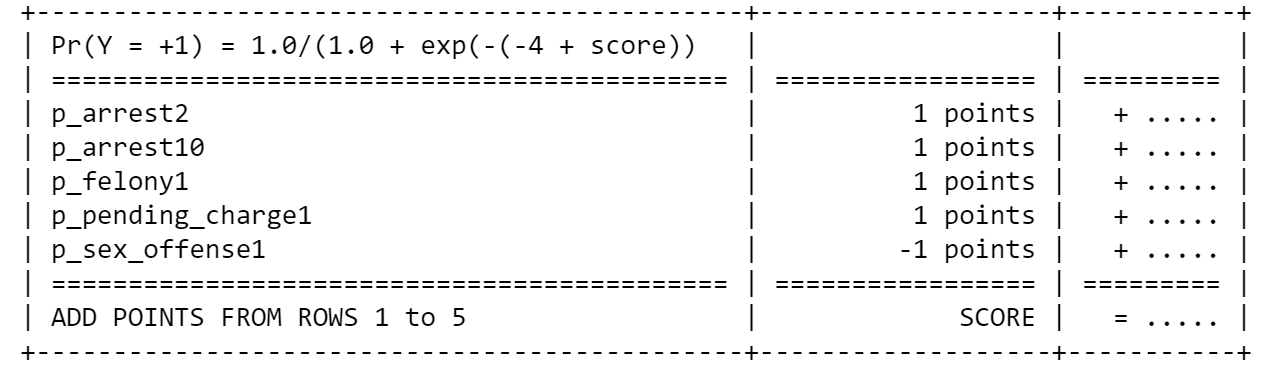 +----------------------------------------------+-------------------+-----------+
| Pr(Y = +1) = 1.0/(1.0 + exp(-(-4 + score)) | | |
| ============================================ | ================= | ========= |
| p_arrest2 | 1 points | + ..... |
| p_arrest10 | 1 points | + ..... |
| p_felony1 | 1 points | + ..... |
| p_pending_charge1 | 1 points | + ..... |
| p_sex_offense1 | -1 points | + ..... |
| ============================================ | ================= | ========= |
| ADD POINTS FROM ROWS 1 to 5 | SCORE | = ..... |
+----------------------------------------------+-------------------+-----------+